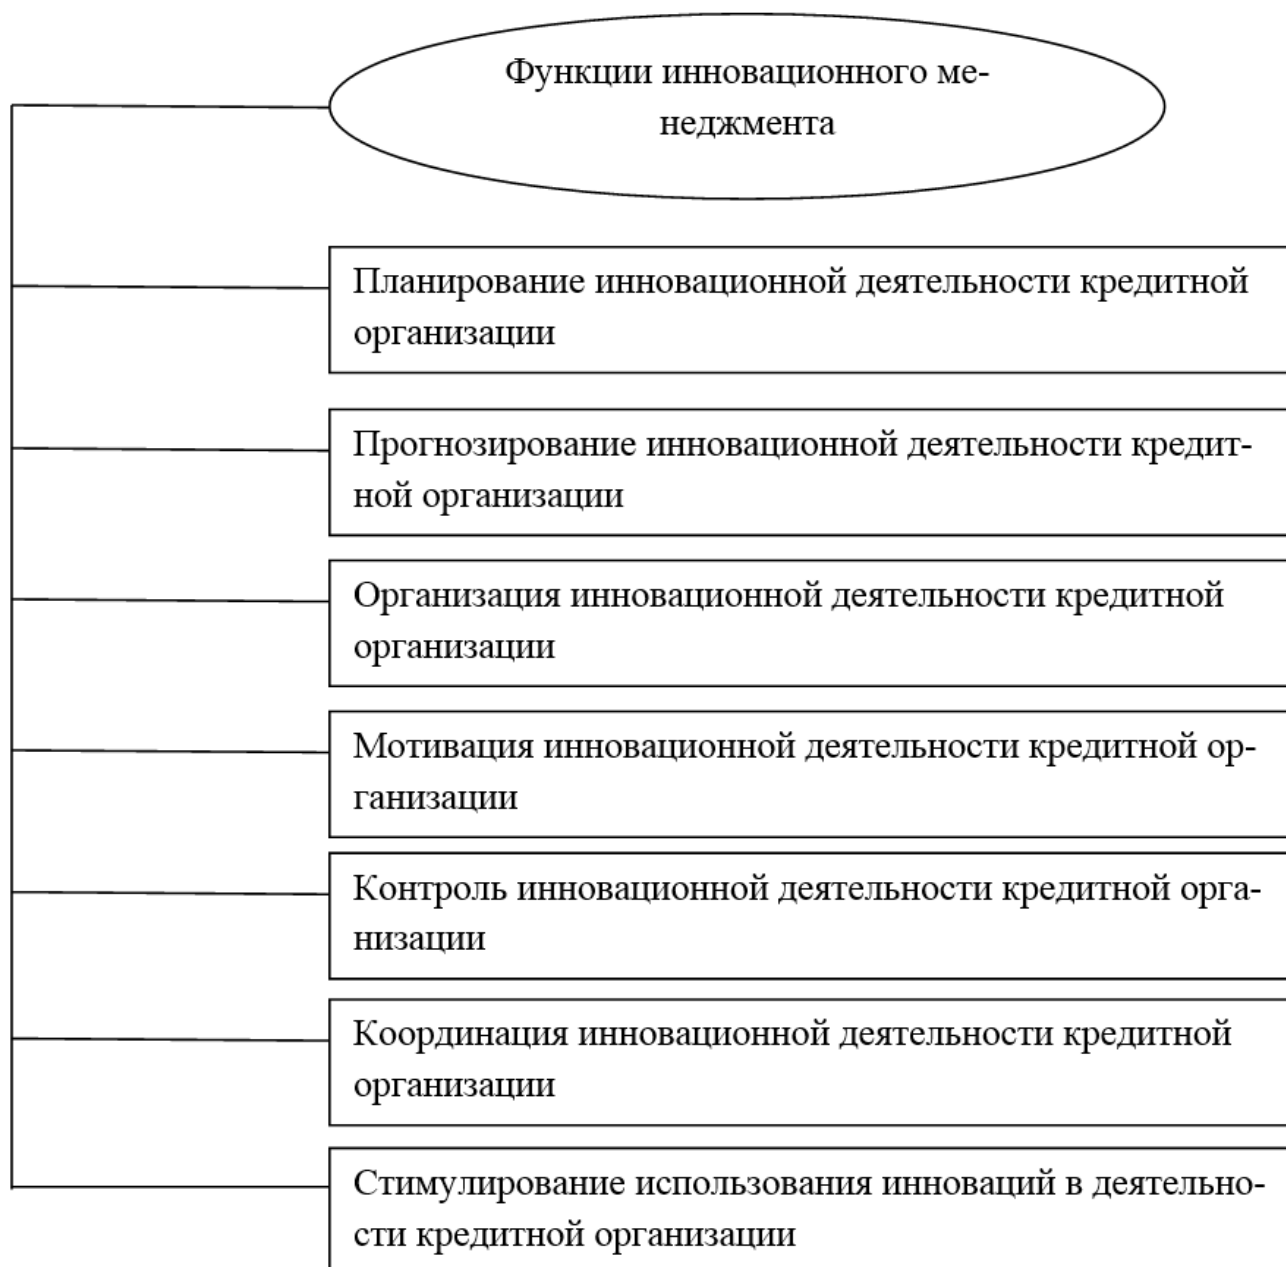 Функции инновационного ме-
неджмента
Планирование инновационной деятельности кредитной
организации
Прогнозирование инновационной деятельности кредит-
ной организации
Организация инновационной деятельности кредитной
организации
Мотивация инновационной деятельности кредитной ор-
ганизации
Контроль инновационной деятельности кредитной орга-
низации
Координация инновационной деятельности кредитной
организации
Стимулирование использования инноваций в деятельно-
сти кредитной организации